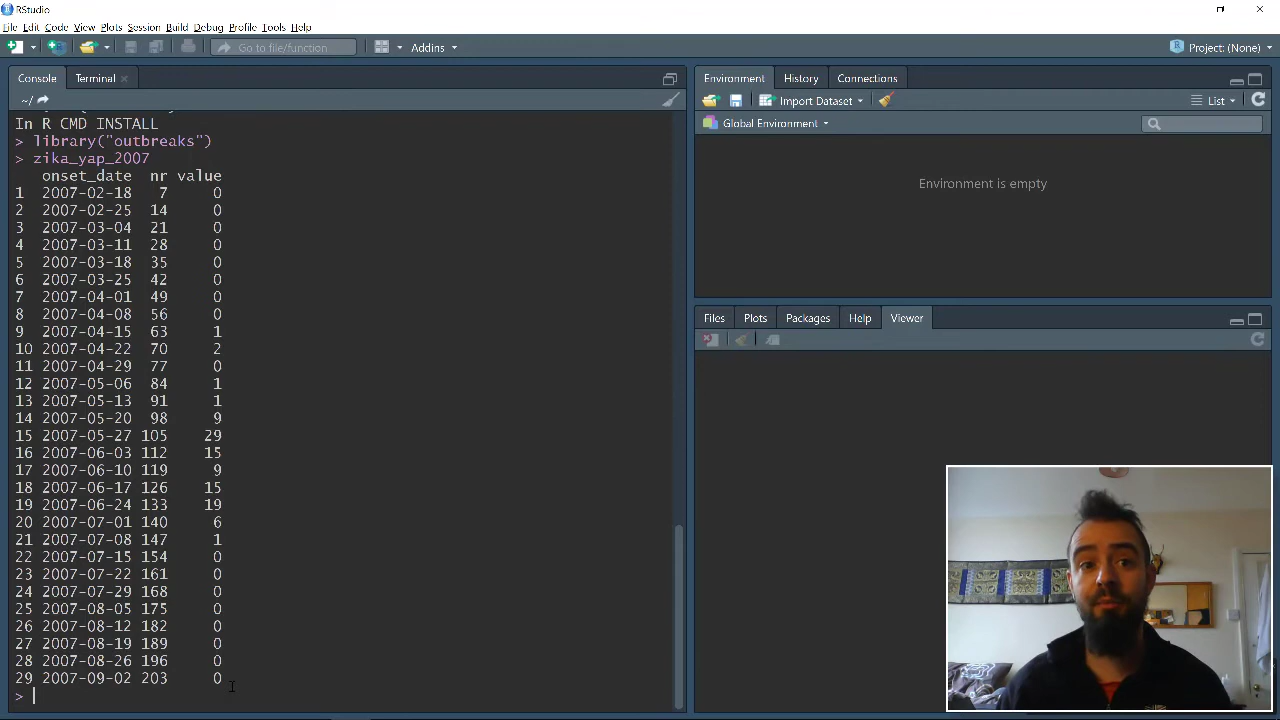 RStudio
File Edit Code View Plots Session Build Debug Profile Tools Help
Go to file/function
Addins
Project: (None)
Console Terminal
~/
In R CMD INSTALL
> library("outbreaks")
> zika_yap_2007
onset_date nr value
1 2007-02-18 7 0
2 2007-02-25 14 0
3 2007-03-04 21 0
4 2007-03-11 28 0
5 2007-03-18 35 0
6 2007-03-25 42 0
7 2007-04-01 49 0
8 2007-04-08 56 0
9 2007-04-15 63 1
10 2007-04-22 70 2
11 2007-04-29 77 0
12 2007-05-06 84 1
13 2007-05-13 91 1
14 2007-05-20 98 9
15 2007-05-27 105 29
16 2007-06-03 112 15
17 2007-06-10 119 9
18 2007-06-17 126 15
19 2007-06-24 133 19
20 2007-07-01 140 6
21 2007-07-08 147 1
22 2007-07-15 154 0
23 2007-07-22 161 0
24 2007-07-29 168 0
25 2007-08-05 175 0
26 2007-08-12 182 0
27 2007-08-19 189 0
28 2007-08-26 196 0
29 2007-09-02 203 0
>
Environment History Connections
Import Dataset
List
Global Environment
Environment is empty
Files Plots Packages Help Viewer